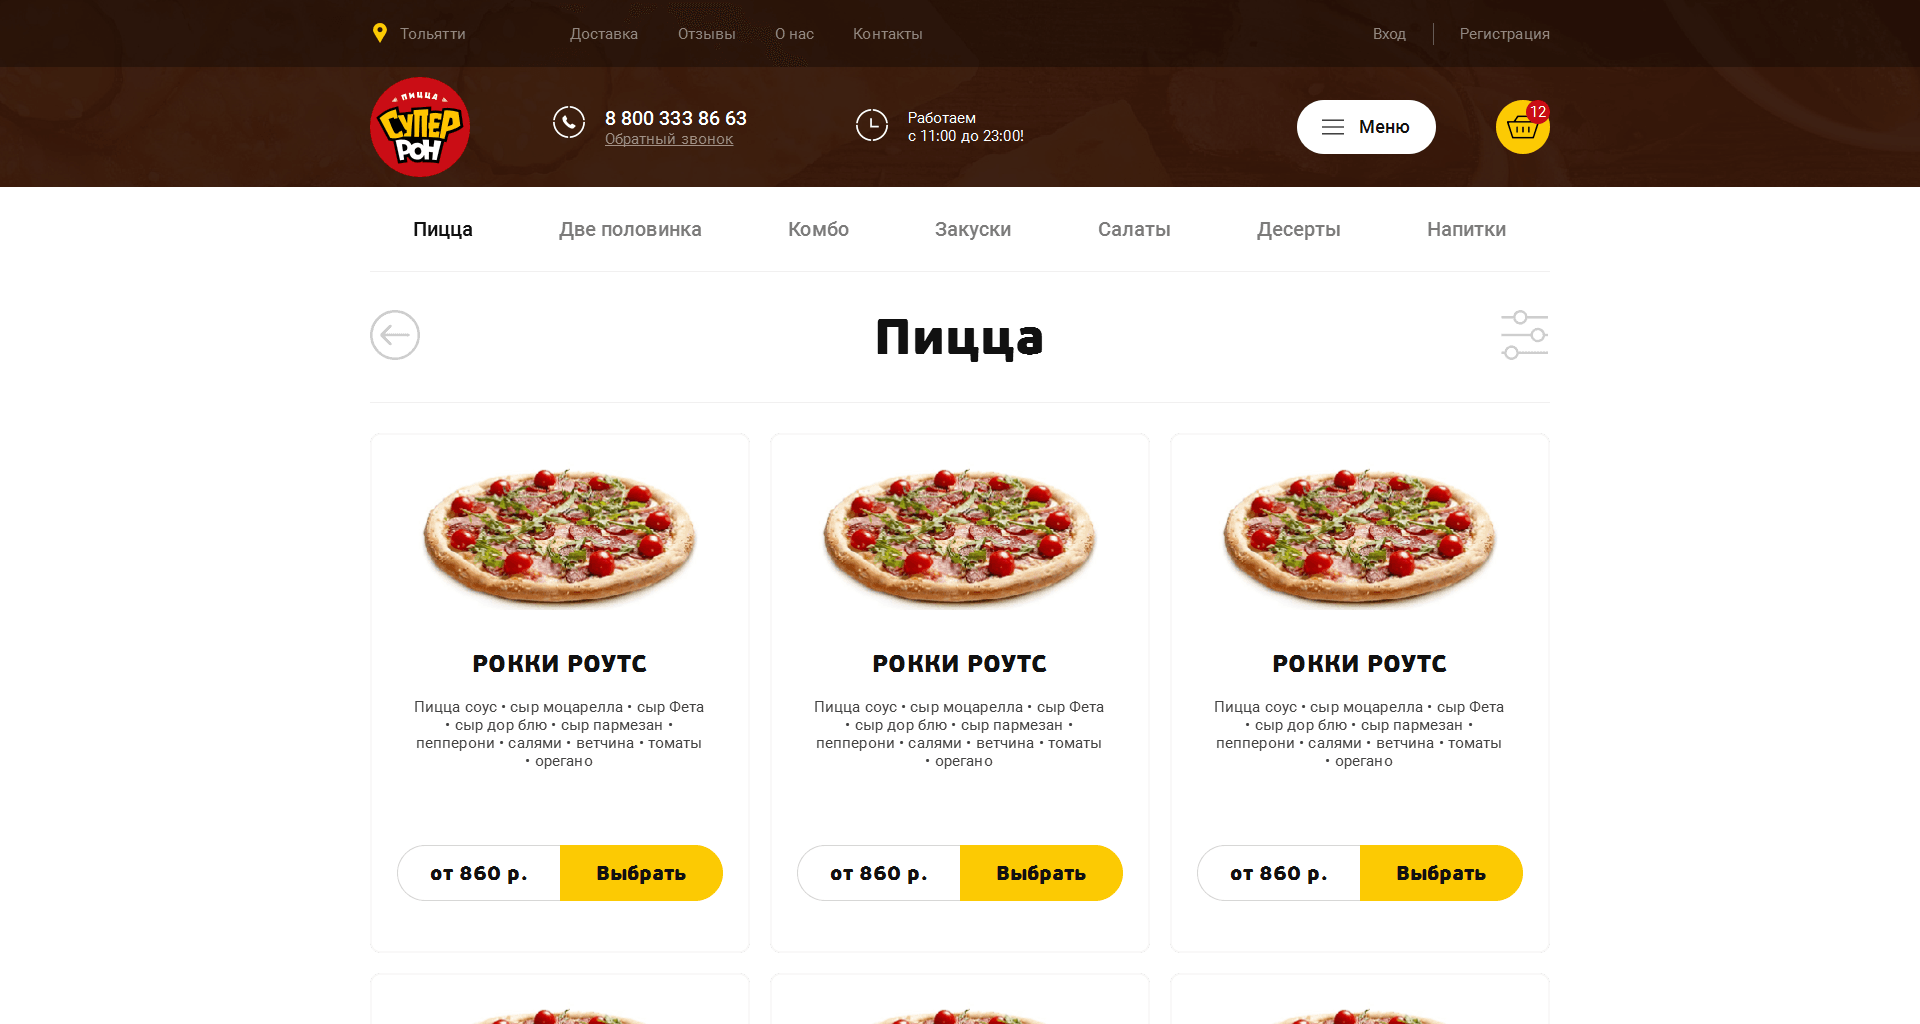 Тольятти
Доставка
Отзывы
О нас
Контакты
Вход
Регистрация
ПИЦЦА
СУПЕР
РОН
8 800 333 86 63
Обратный звонок
Работаем
с 11:00 до 23:00!
Меню
12
Пицца
Две половинка
Комбо
Закуски
Салаты
Десерты
Напитки
Пицца
РОККИ РОУТС
Пицца соус • сыр моцарелла • сыр Фета
• сыр дор блю • сыр пармезан •
пепперони • салями • ветчина • томаты
• орегано
от 860 р.
Выбрать
РОККИ РОУТС
Пицца соус • сыр моцарелла • сыр Фета
• сыр дор блю • сыр пармезан •
пепперони • салями • ветчина • томаты
• орегано
от 860 р.
Выбрать
РОККИ РОУТС
Пицца соус • сыр моцарелла • сыр Фета
• сыр дор блю • сыр пармезан •
пепперони • салями • ветчина • томаты
• орегано
от 860 р.
Выбрать